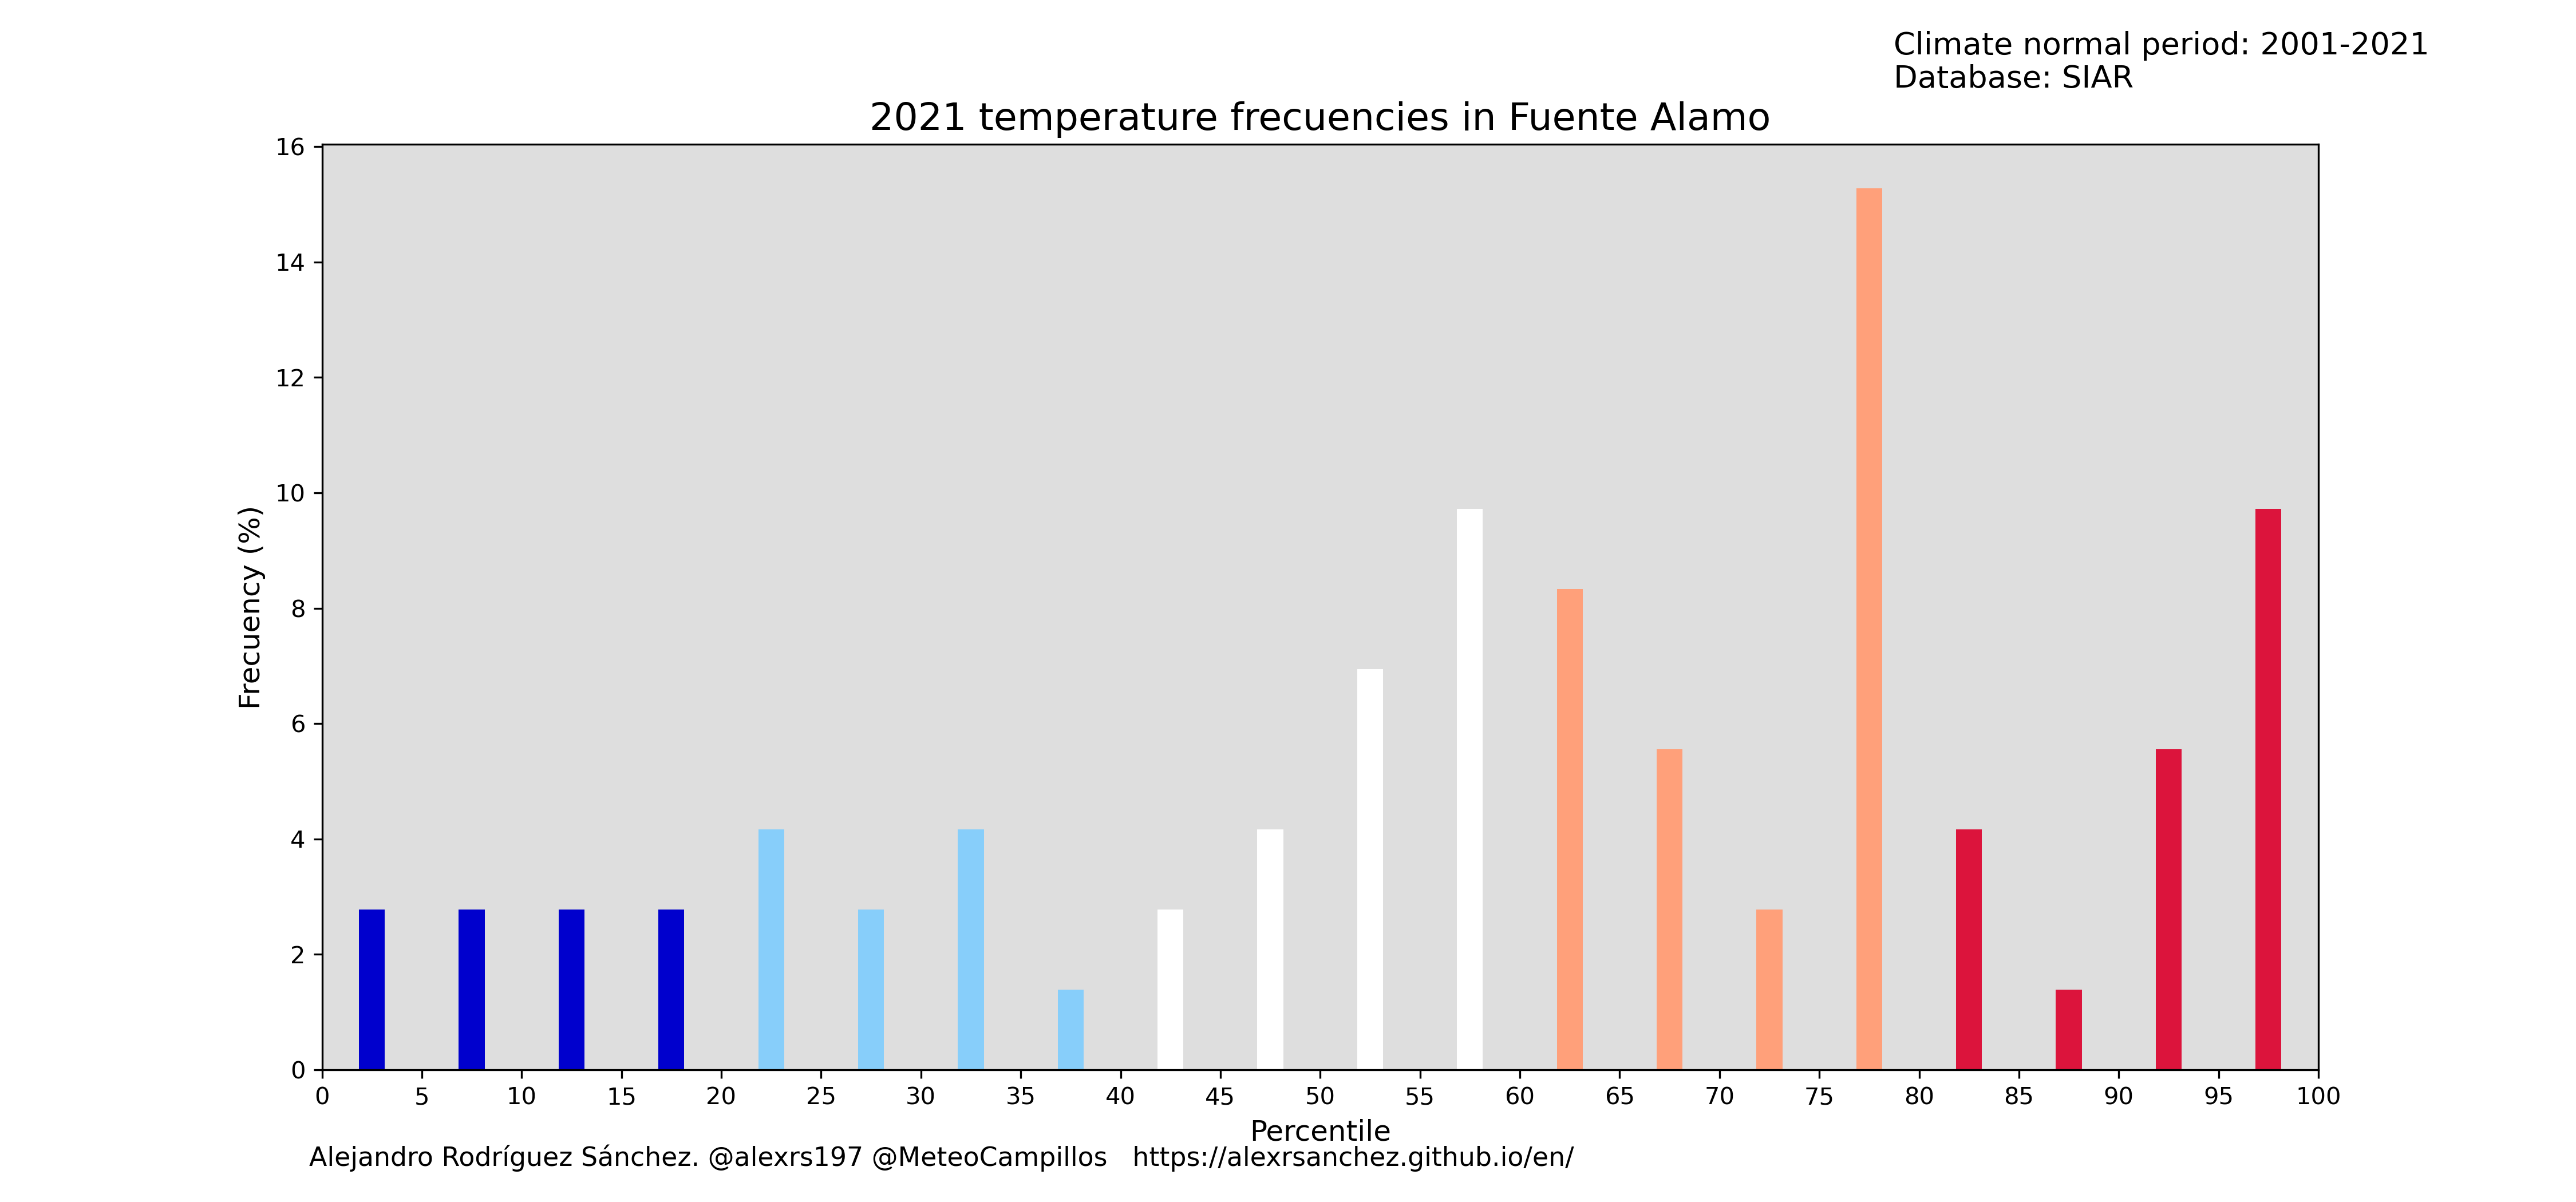 Climate normal period: 2001-2021
Database: SIAR
2021 temperature frecuencies in Fuente Alamo
16
14
12
10
8
6
4
2
0
Frecuency (%)
0 5 10 15 20 25 30 35 40 45 50 55 60 65 70 75 80 85 90 95 100
Percentile
Alejandro Rodríguez Sánchez. @alexrs197 @MeteoCampillos https://alexrsanchez.github.io/en/